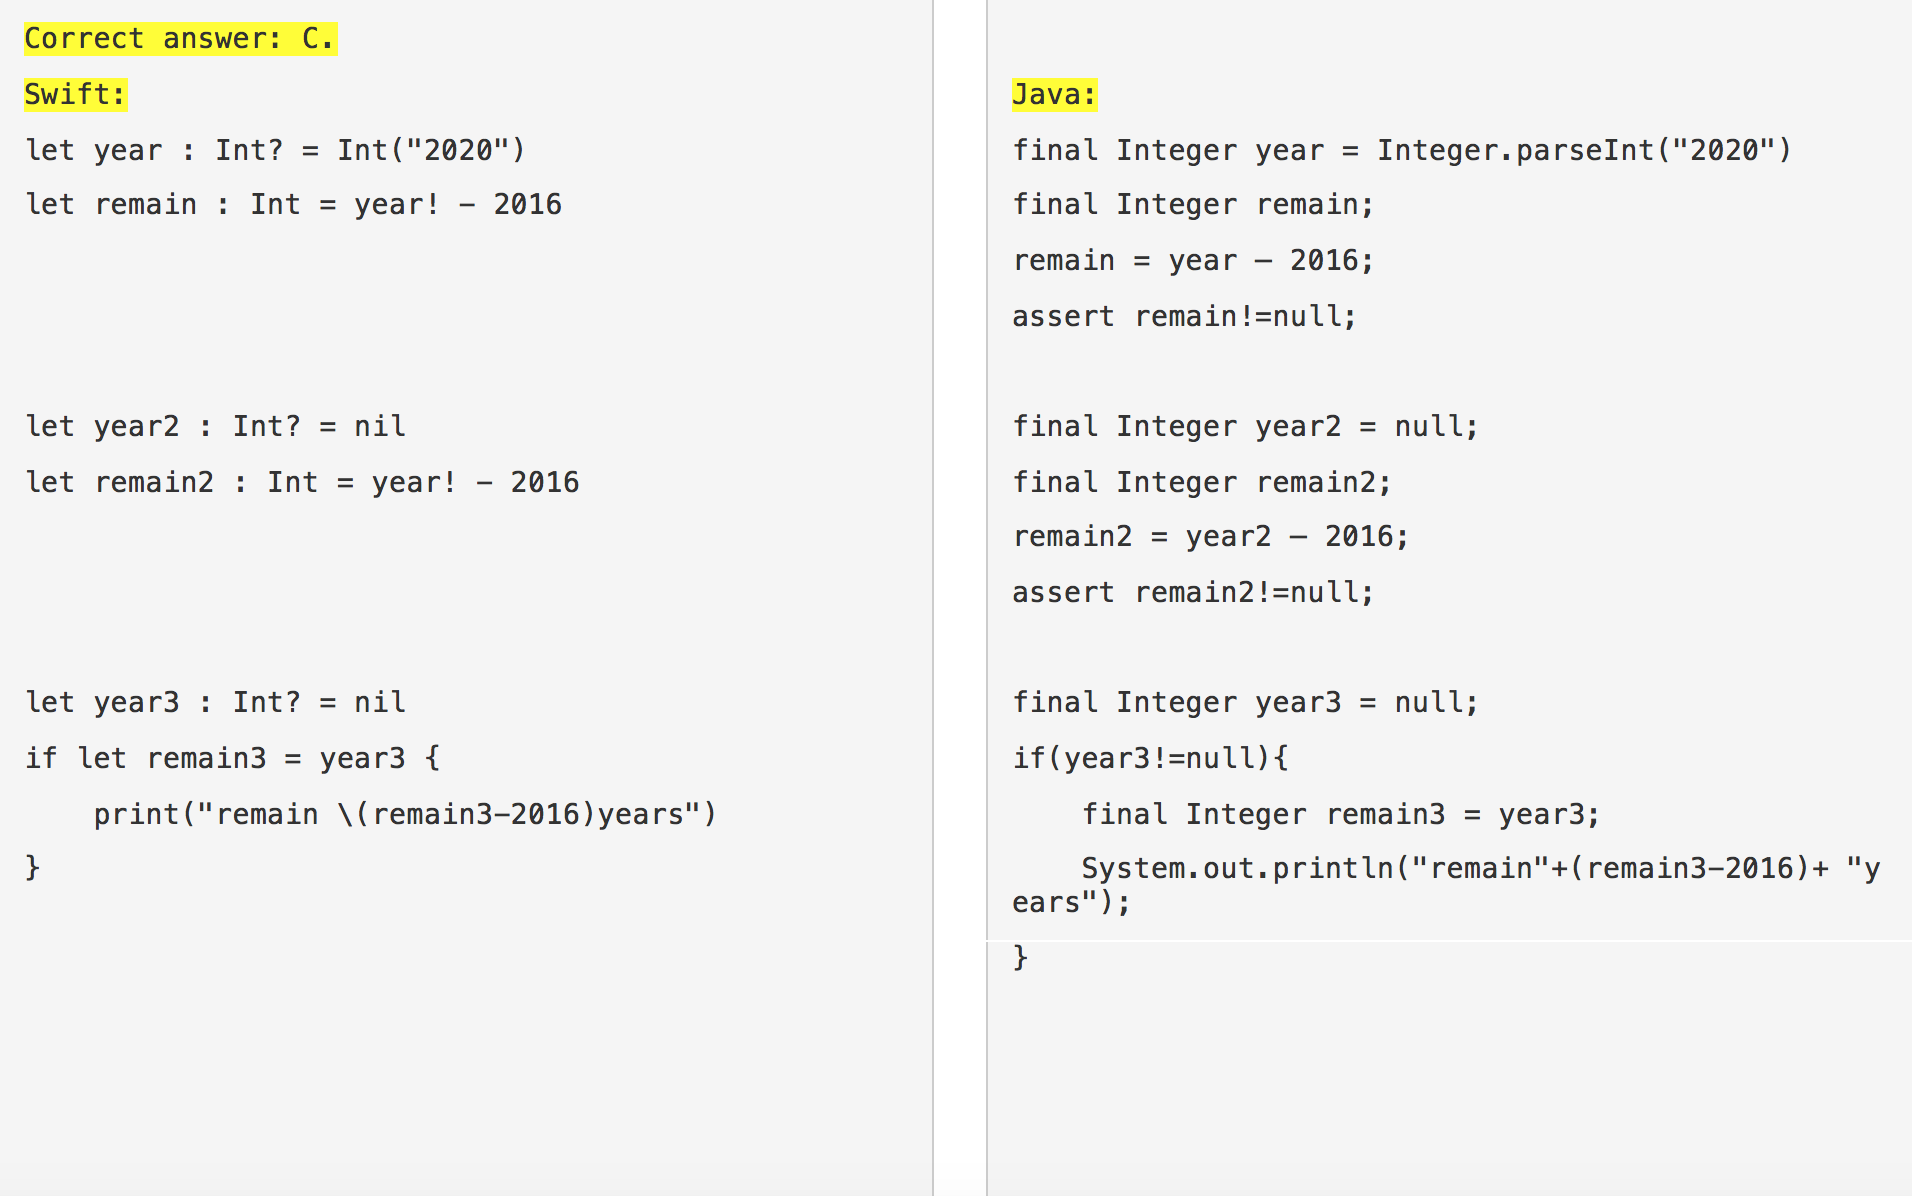 Correct answer: C.
Swift:
let year : Int? = Int("2020")
let remain : Int = year! - 2016
let year2 : Int? = nil
let remain2 : Int = year! - 2016
let year3 : Int? = nil
if let remain3 = year3 {
    print("remain \(remain3-2016)years")
}
Java:
final Integer year = Integer.parseInt("2020")
final Integer remain;
remain = year – 2016;
assert remain!=null;
final Integer year2 = null;
final Integer remain2;
remain2 = year2 – 2016;
assert remain2!=null;
final Integer year3 = null;
if(year3!=null){
    final Integer remain3 = year3;
    System.out.println("remain"+(remain3-2016)+ "y
ears");
}